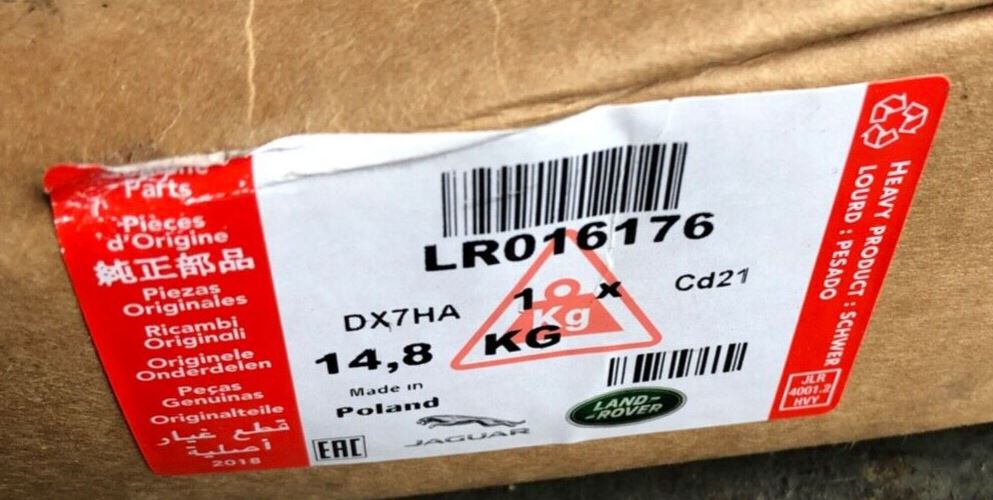 Parts
Pièces
d'Origine
純正部品
Piezas
Originales
Ricambi
Originali
Originele
Onderdelen
Peças
Genuinas
Originalteile
قطع غيار
أصلية
2018
LR016176
DX7HA
1 x
Cd21
Kg
14,8 KG
Made in
Poland
EAC
JAGUAR
LAND-
-ROVER
HEAVY PRODUCT : SCHWER
LOURD : PESADO
JLR
4001.2
HVY